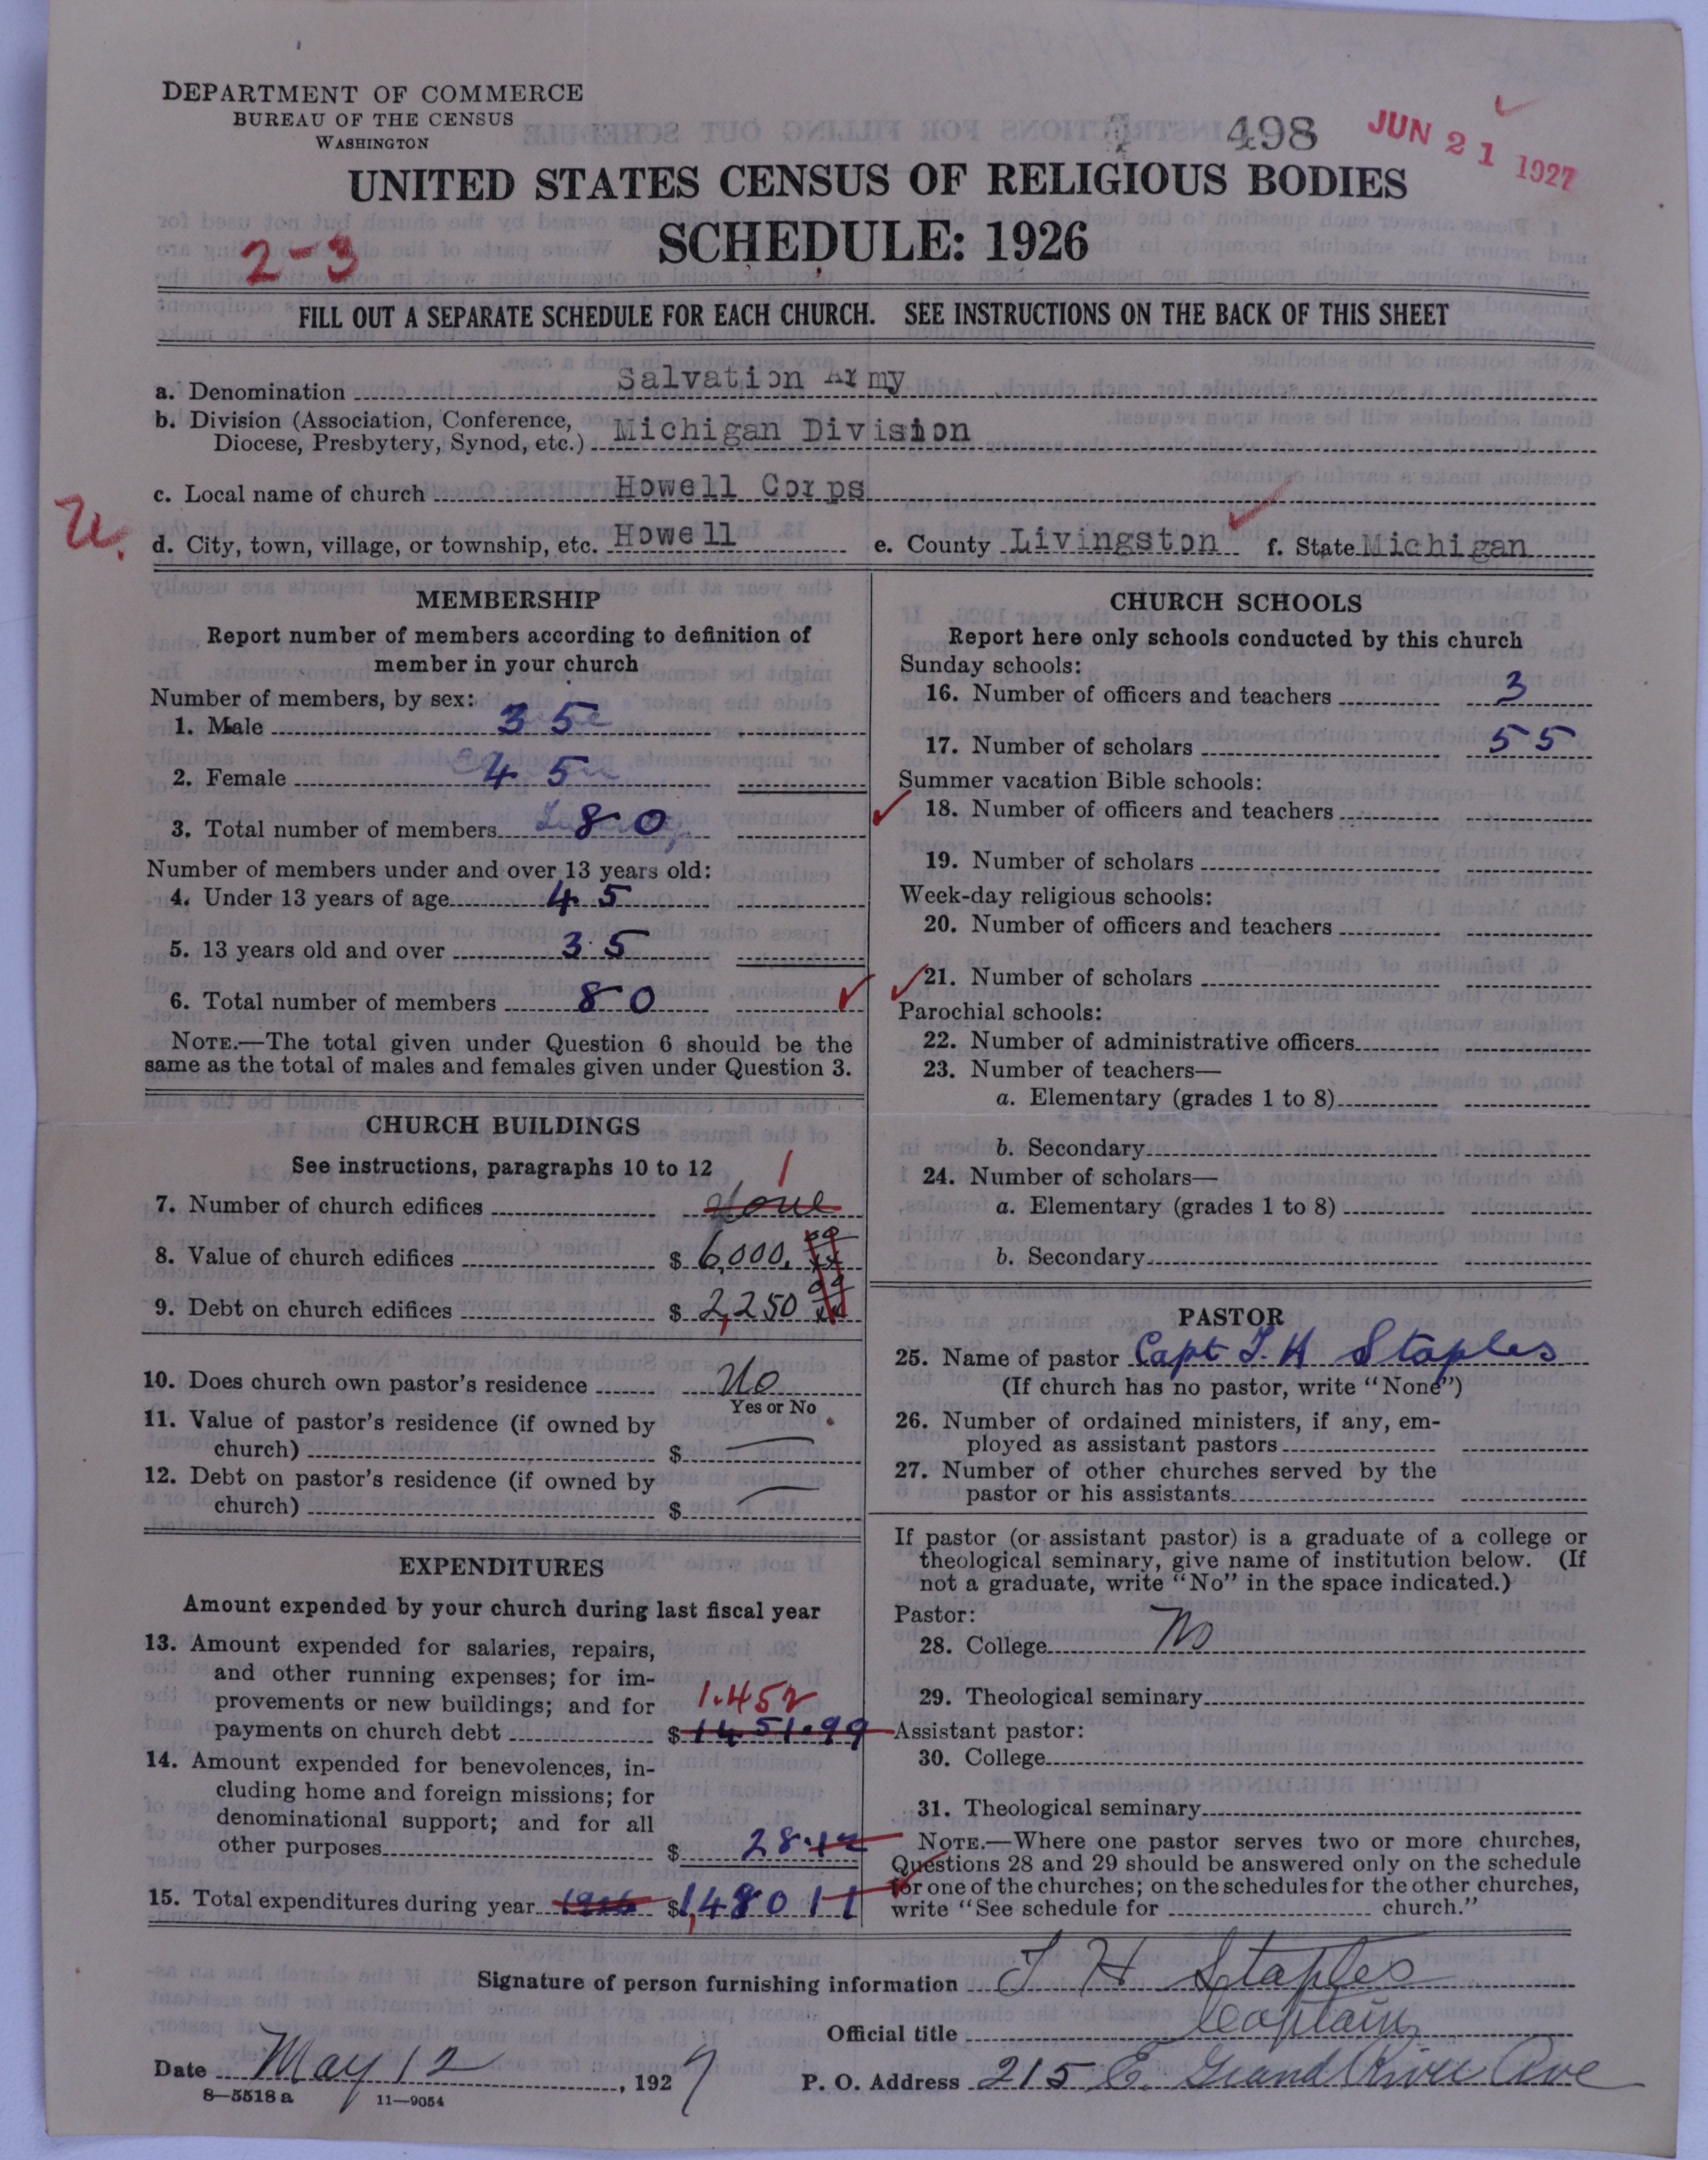 DEPARTMENT OF COMMERCE
BUREAU OF THE CENSUS
WASHINGTON
498
JUN 21 1927
UNITED STATES CENSUS OF RELIGIOUS BODIES
SCHEDULE: 1926
2-3
FILL OUT A SEPARATE SCHEDULE FOR EACH CHURCH. SEE INSTRUCTIONS ON THE BACK OF THIS SHEET
a. Denomination Salvation Army
b. Division (Association, Conference,
Diocese, Presbytery, Synod, etc.) Michigan Division
c. Local name of church Howell Corps
d. City, town, village, or township, etc. Howell e. County Livingston f. State Michigan
MEMBERSHIP
Report number of members according to definition of
member in your church
Number of members, by sex:
1. Male 35
2. Female 45
3. Total number of members 80
Number of members under and over 13 years old:
4. Under 13 years of age 45
5. 13 years old and over 35
6. Total number of members 80
NOTE.—The total given under Question 6 should be the
same as the total of males and females given under Question 3.
CHURCH BUILDINGS
See instructions, paragraphs 10 to 12
1
7. Number of church edifices
8. Value of church edifices $ 6,000.
9. Debt on church edifices $ 2,250
10. Does church own pastor's residence No
Yes or No
11. Value of pastor's residence (if owned by
church) $ —
12. Debt on pastor's residence (if owned by
church) $ —
EXPENDITURES
Amount expended by your church during last fiscal year
13. Amount expended for salaries, repairs,
and other running expenses; for im-
provements or new buildings; and for 1.452
payments on church debt $ 1451.99
14. Amount expended for benevolences, in-
cluding home and foreign missions; for
denominational support; and for all
other purposes $ 28.12
15. Total expenditures during year 1926 $ 1,480 11
CHURCH SCHOOLS
Report here only schools conducted by this church
Sunday schools:
16. Number of officers and teachers 3
17. Number of scholars 55
Summer vacation Bible schools:
18. Number of officers and teachers
19. Number of scholars
Week-day religious schools:
20. Number of officers and teachers
21. Number of scholars
Parochial schools:
22. Number of administrative officers
23. Number of teachers—
a. Elementary (grades 1 to 8)
b. Secondary
24. Number of scholars—
a. Elementary (grades 1 to 8)
b. Secondary
PASTOR
25. Name of pastor Capt T. H Staples
(If church has no pastor, write "None")
26. Number of ordained ministers, if any, em-
ployed as assistant pastors
27. Number of other churches served by the
pastor or his assistants
If pastor (or assistant pastor) is a graduate of a college or
theological seminary, give name of institution below. (If
not a graduate, write "No" in the space indicated.)
Pastor:
28. College No
29. Theological seminary
Assistant pastor:
30. College
31. Theological seminary
NOTE.—Where one pastor serves two or more churches,
Questions 28 and 29 should be answered only on the schedule
for one of the churches; on the schedules for the other churches,
write "See schedule for church."
Signature of person furnishing information T H Staples
Official title Captain
Date May 12, 1927 P. O. Address 215 E. Grand River Ave
8—5518 a 11—9054